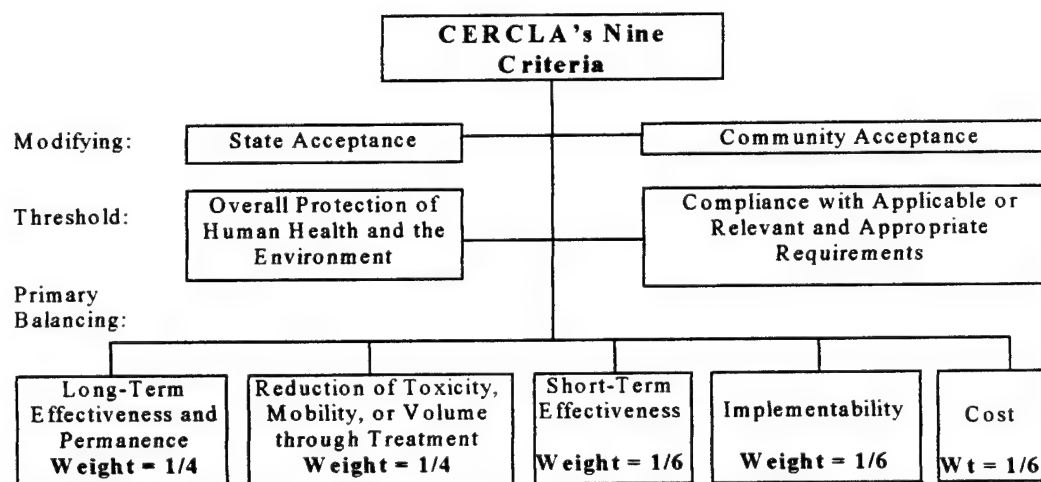 CERCLA's Nine
Criteria
Modifying:
State Acceptance
Community Acceptance
Threshold:
Overall Protection of
Human Health and the
Environment
Compliance with Applicable or
Relevant and Appropriate
Requirements
Primary
Balancing:
Long-Term
Effectiveness and
Permanence
Weight = 1/4
Reduction of Toxicity,
Mobility, or Volume
through Treatment
Weight = 1/4
Short-Term
Effectiveness
Weight = 1/6
Implementability
Weight = 1/6
Cost
Wt = 1/6